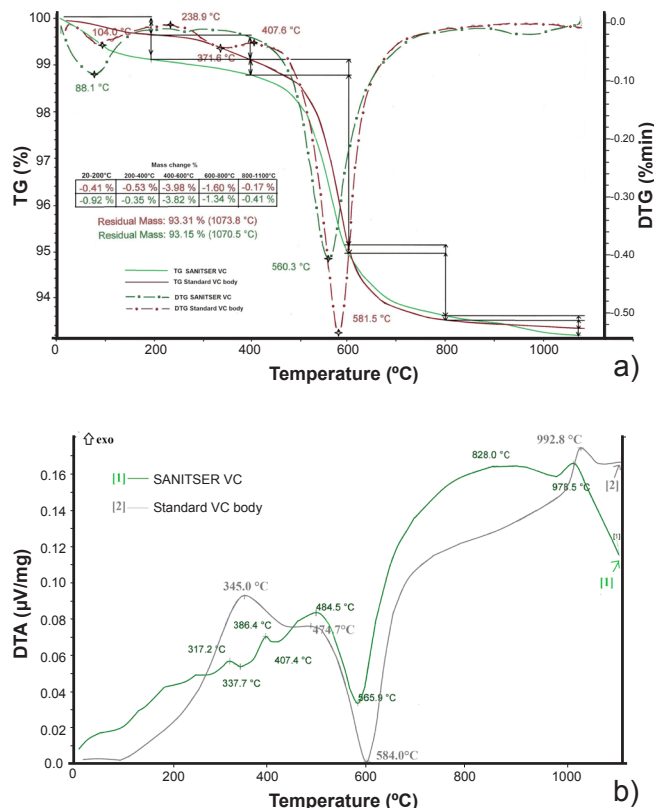 100
99
98
97
96
95
94
93
TG (%)
0.0
-0.10
-0.20
-0.30
-0.40
-0.50
DTG (%min)
104.0 °C
238.9 °C
407.6 °C
371.6 °C
88.1 °C
Mass change %
20-200°C 200-400°C 400-600°C 600-800°C 800-1100°C
-0.41 % -0.53 % -3.98 % -1.60 % -0.17 %
-0.92 % -0.35 % -3.82 % -1.34 % -0.41 %
Residual Mass: 93.31 % (1073.8 °C)
Residual Mass: 93.15 % (1070.5 °C)
560.3 °C
581.5 °C
TG SANITSER VC
TG Standard VC body
DTG SANITSER VC
DTG Standard VC body
0 200 400 600 800 1000
Temperature (ºC)
a)
exo
[1] SANITSER VC
[2] Standard VC body
0.16
0.14
0.12
0.10
0.08
0.06
0.04
0.02
0.0
DTA (µV/mg)
992.8 °C
828.0 °C
978.5 °C
[2]
[1]
[1]
345.0 °C
484.5 °C
386.4 °C
474.7°C
317.2 °C
407.4 °C
337.7 °C
565.9 °C
584.0°C
0 200 400 600 800 1000
Temperature (ºC)
b)